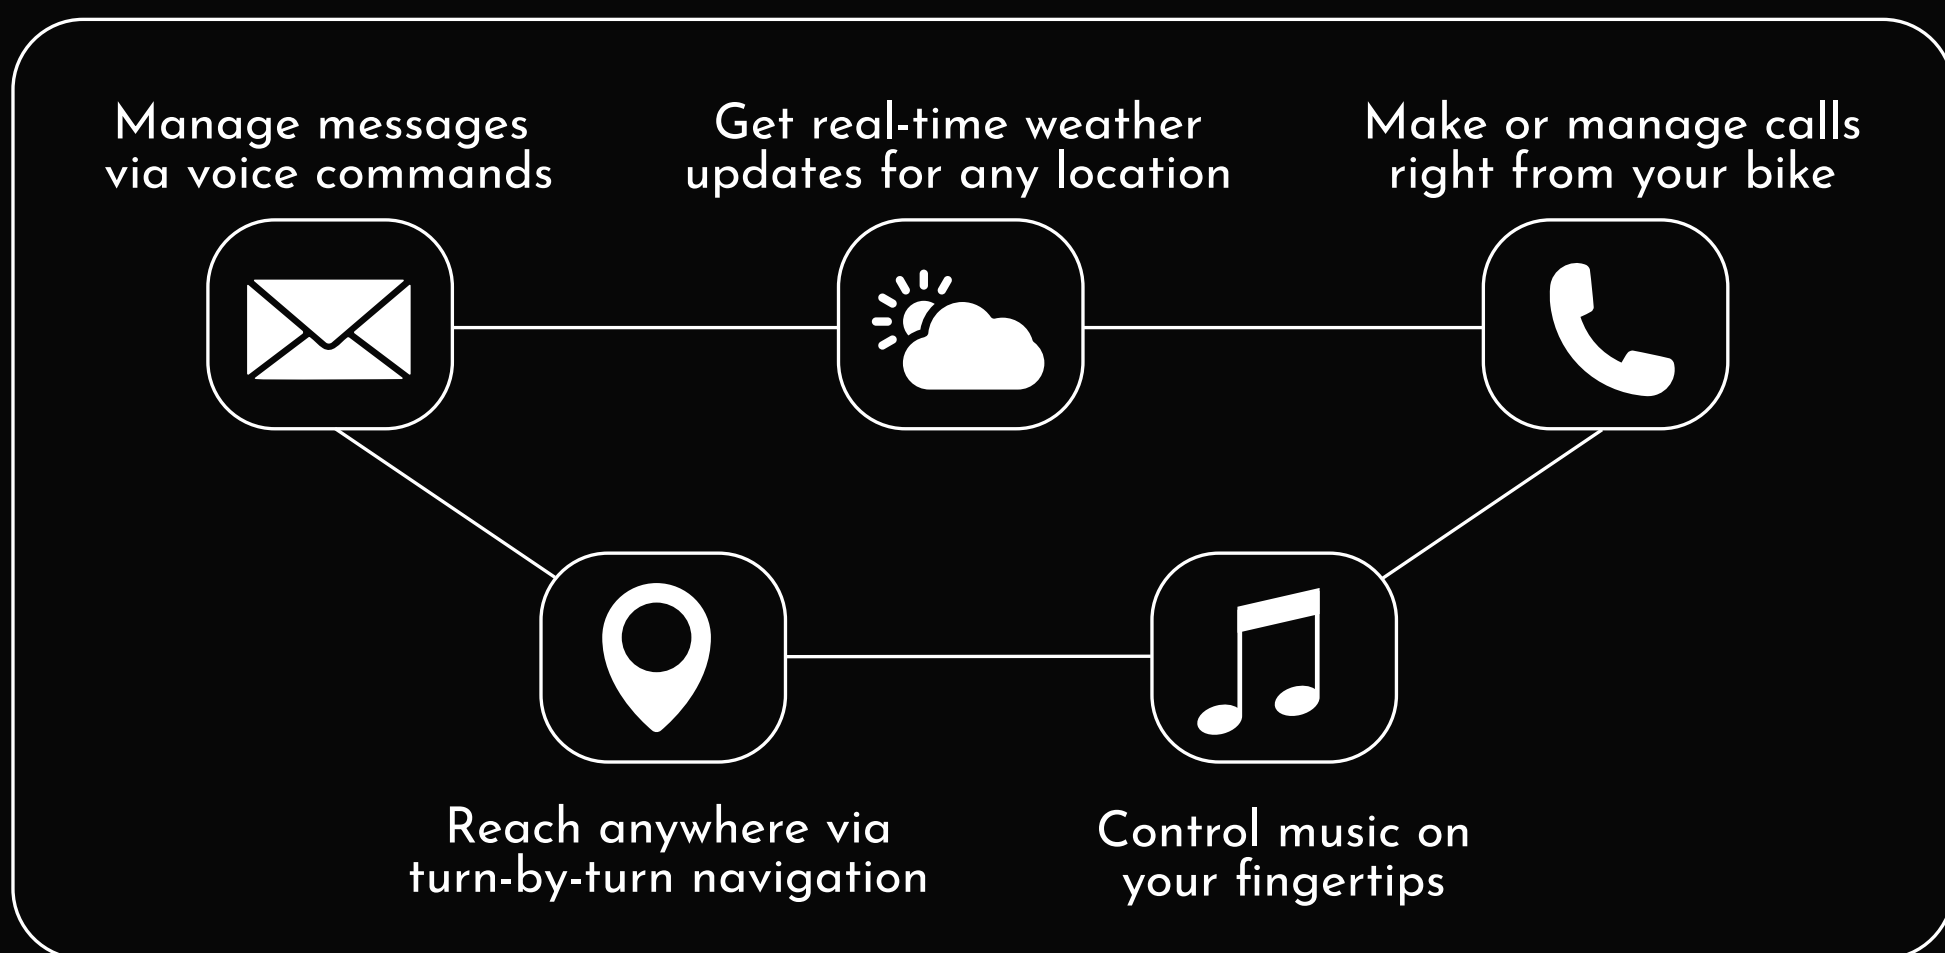 Manage messages
via voice commands
Get real-time weather
updates for any location
Make or manage calls
right from your bike
Reach anywhere via
turn-by-turn navigation
Control music on
your fingertips